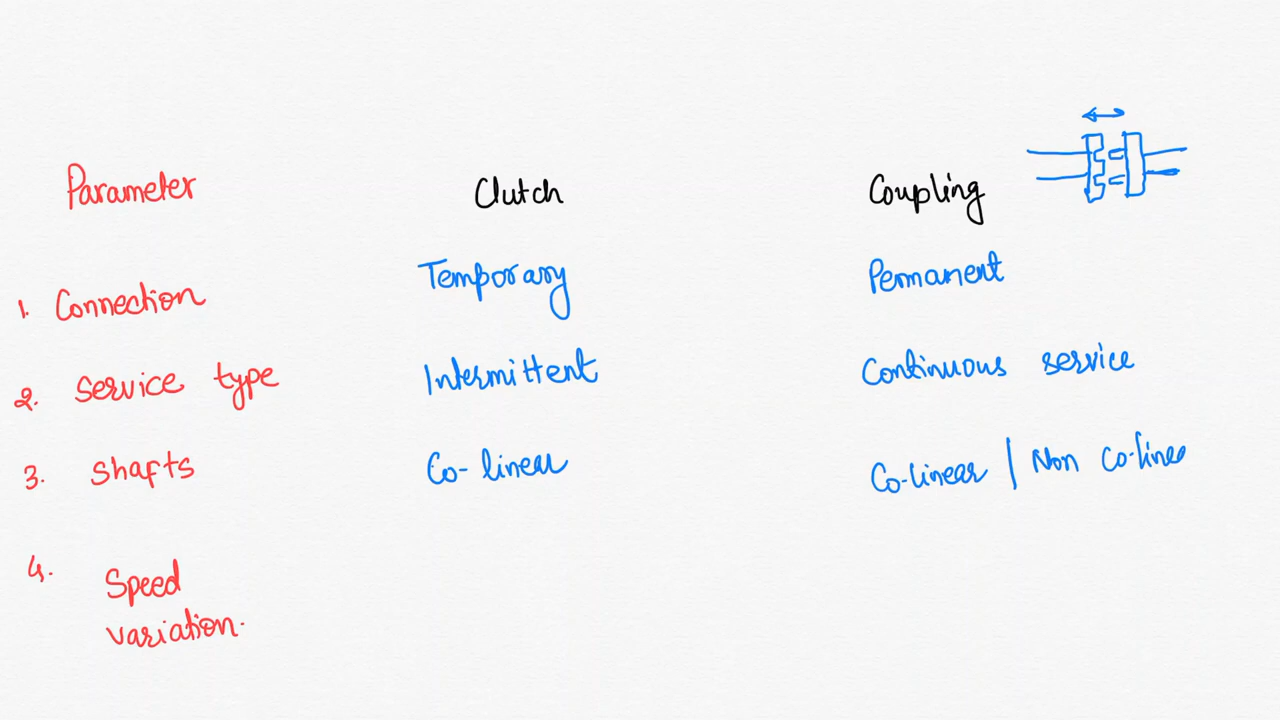 Parameter Clutch Coupling
1. Connection Temporary Permanent
2. Service type Intermittent Continuous service
3. Shafts Co-linear Co-linear | Non Co-linea
4. Speed
variation.